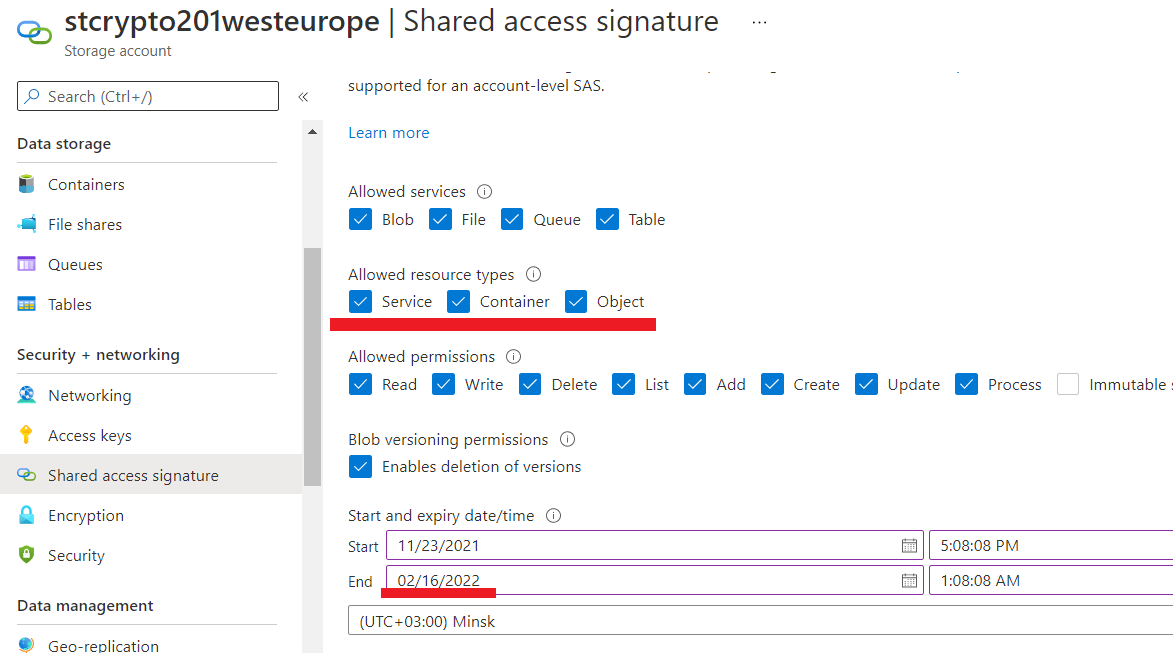 stcrypto201westeurope | Shared access signature ...
Storage account
Search (Ctrl+/)
«
Data storage
Containers
File shares
Queues
Tables
Security + networking
Networking
Access keys
Shared access signature
Encryption
Security
Data management
Geo-replication
supported for an account-level SAS.
Learn more
Allowed services
Blob File Queue Table
Allowed resource types
Service Container Object
Allowed permissions
Read Write Delete List Add Create Update Process Immutable
Blob versioning permissions
Enables deletion of versions
Start and expiry date/time
Start 11/23/2021 5:08:08 PM
End 02/16/2022 1:08:08 AM
(UTC+03:00) Minsk